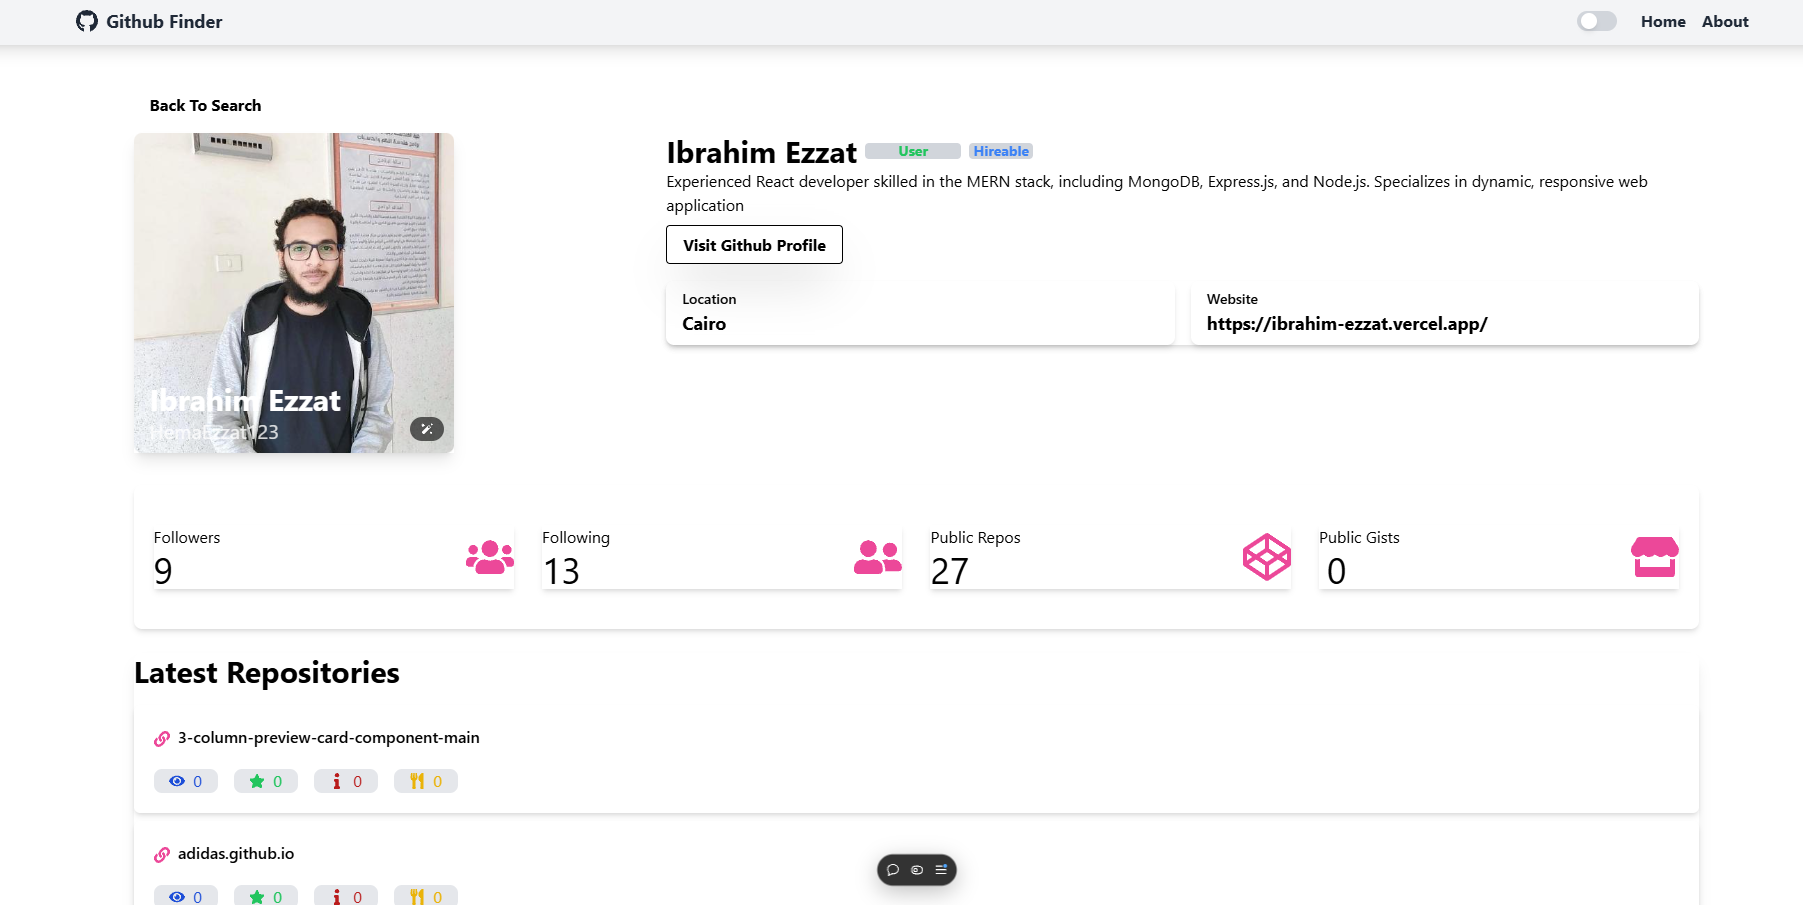 Github Finder
Home About
Back To Search
Ibrahim Ezzat
HemaEzzat123
Ibrahim Ezzat User Hireable
Experienced React developer skilled in the MERN stack, including MongoDB, Express.js, and Node.js. Specializes in dynamic, responsive web
application
Visit Github Profile
Location
Cairo
Website
https://ibrahim-ezzat.vercel.app/
Followers
9
Following
13
Public Repos
27
Public Gists
0
Latest Repositories
3-column-preview-card-component-main
0 0 0 0
adidas.github.io
0 0 0 0